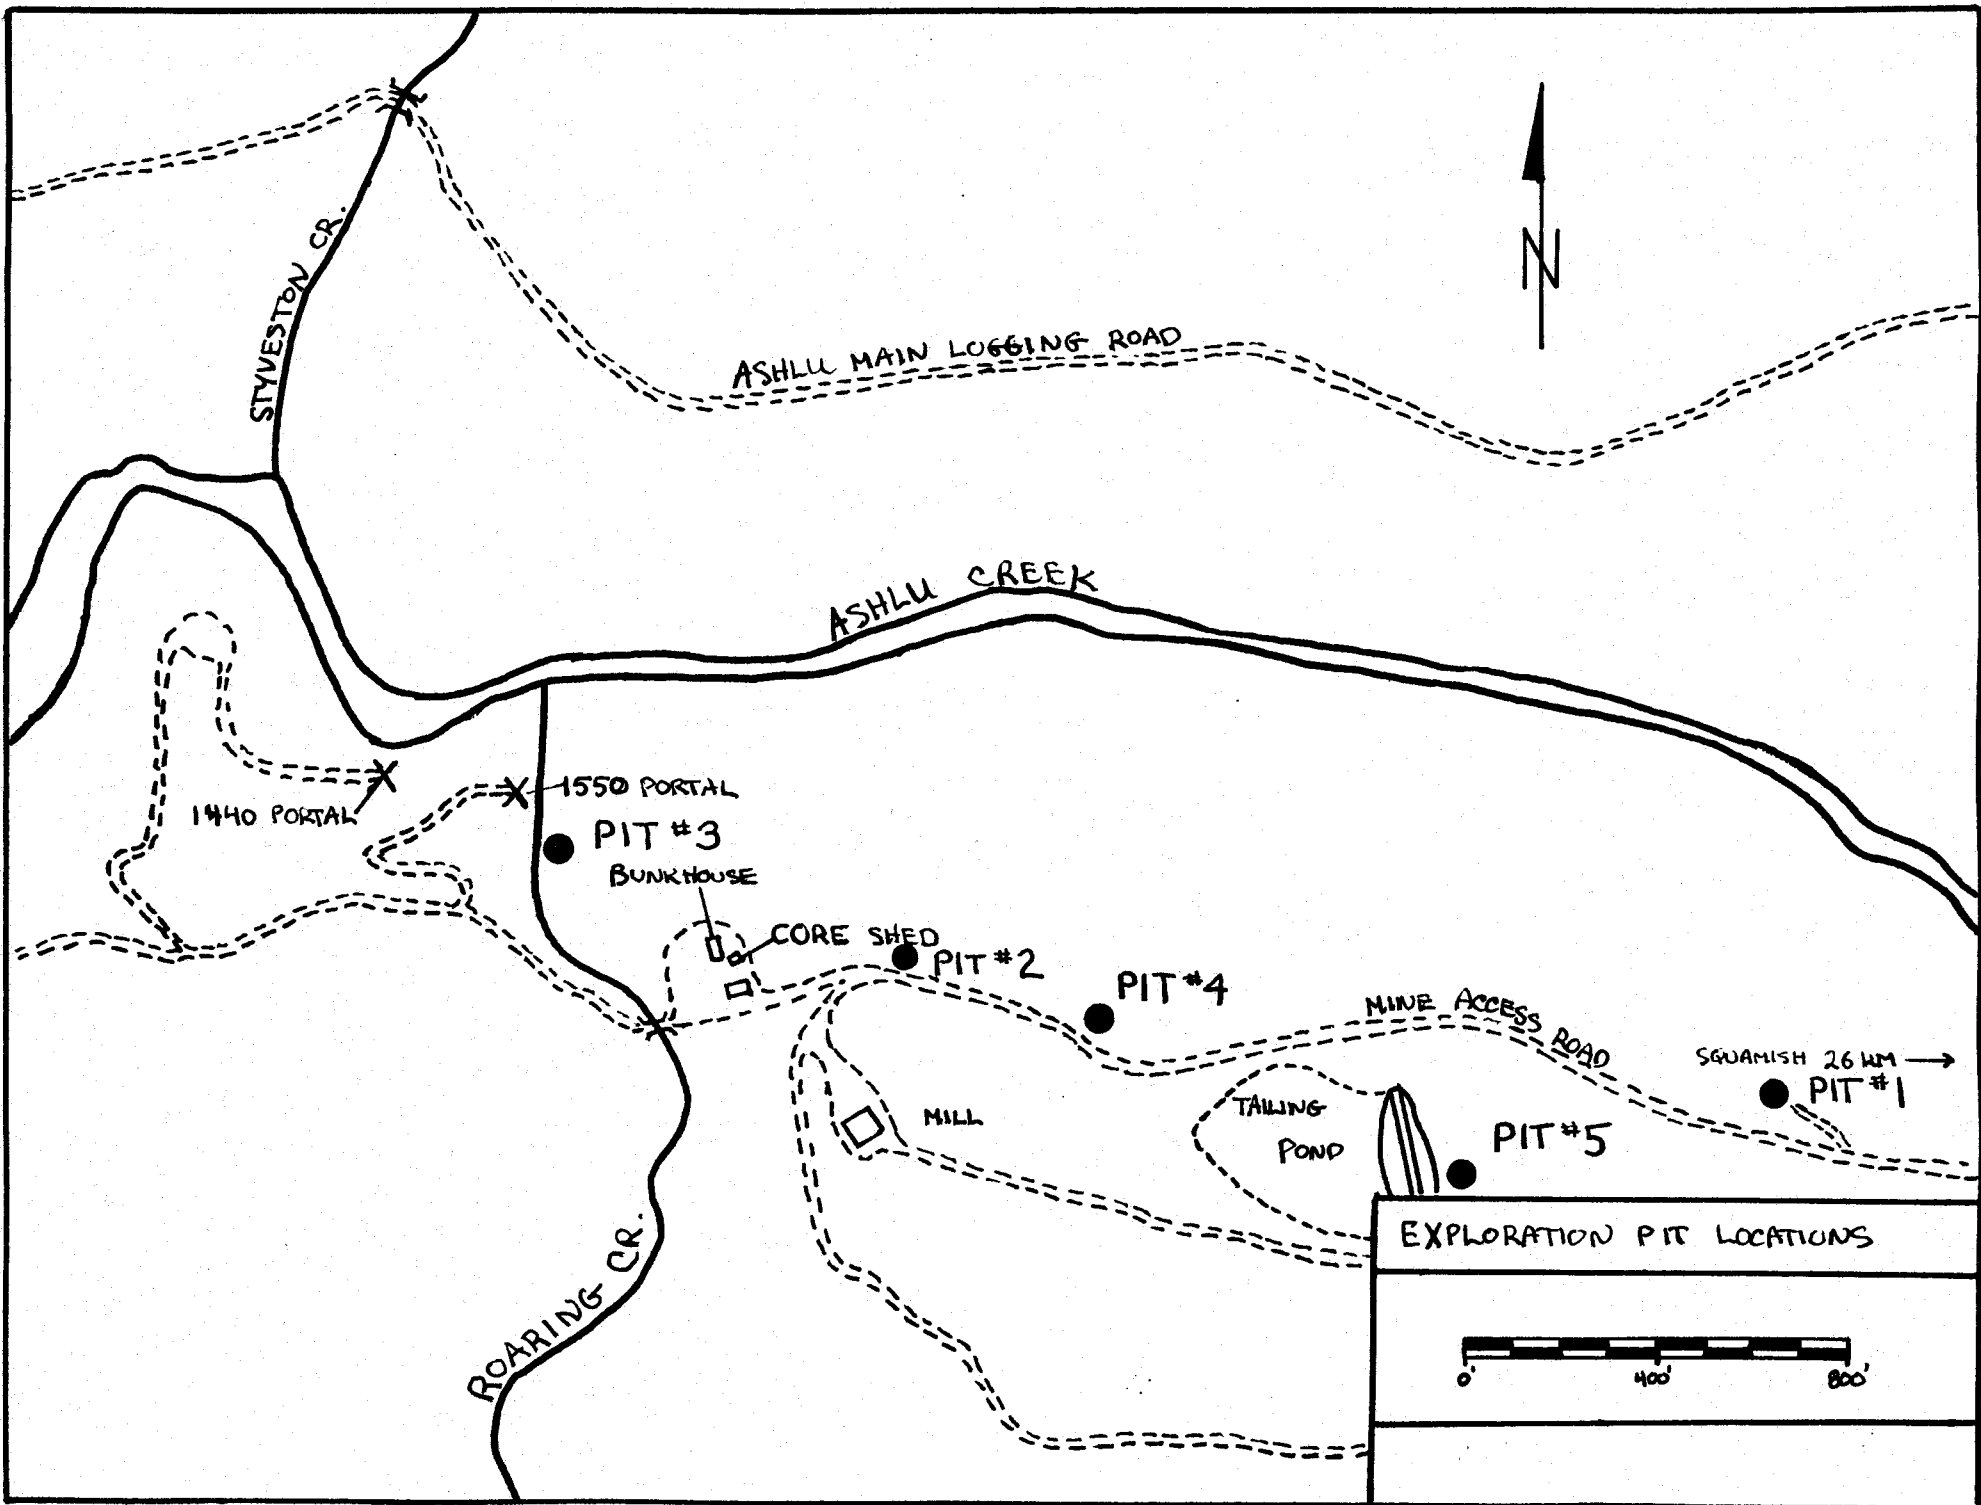 STYVESTON CR.
N
ASHLU MAIN LOGGING ROAD
ASHLU CREEK
1550 PORTAL
1440 PORTAL
PIT #3
BUNKHOUSE
CORE SHED
PIT #2
PIT #4
MINE ACCESS ROAD
SQUAMISH 26 KM
PIT #1
TAILING
POND
MILL
PIT #5
ROARING CR.
EXPLORATION PIT LOCATIONS
0' 400' 800'